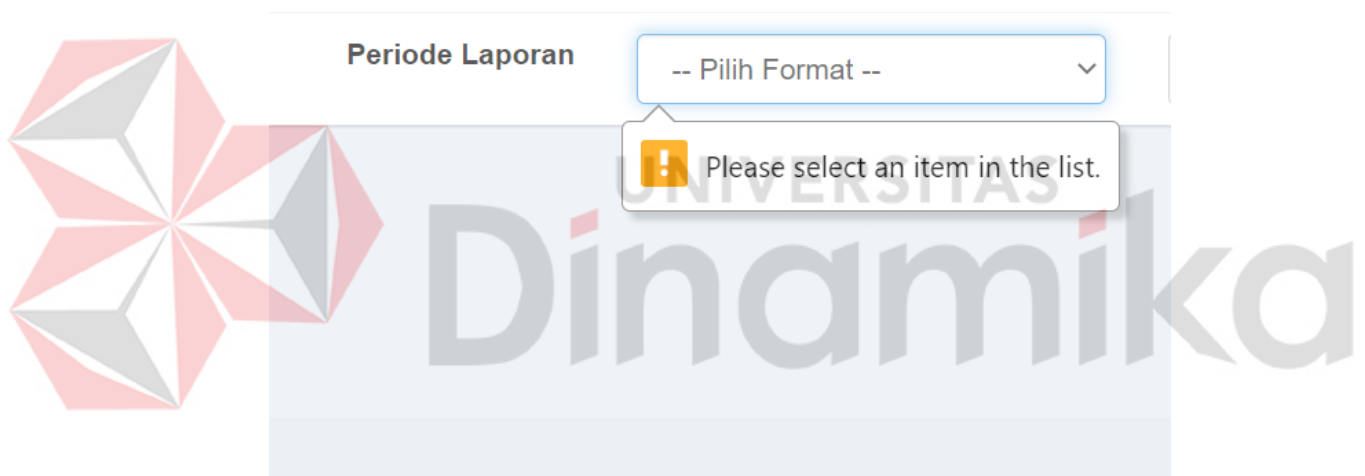 Periode Laporan
-- Pilih Format --
Please select an item in the list.
UNIVERSITAS
Dinamika